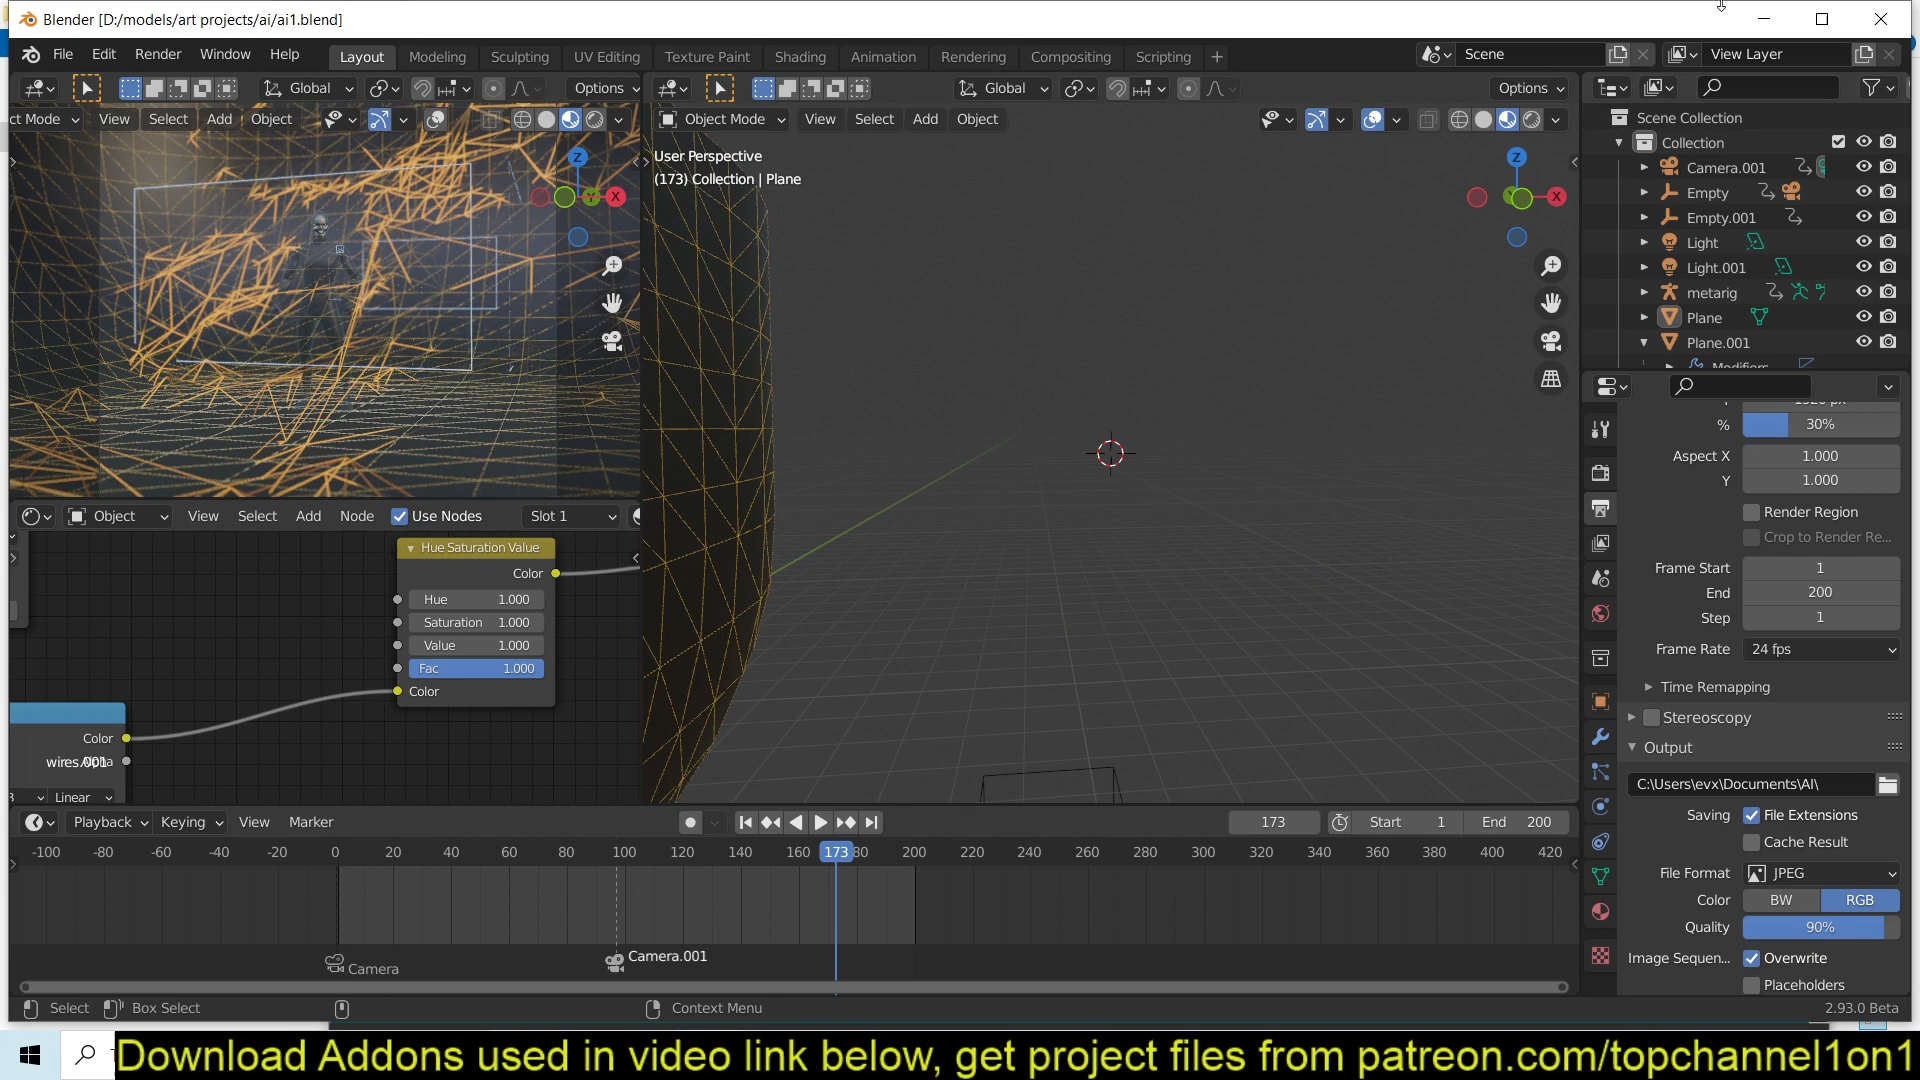 Blender [D:/models/art projects/ai/ai1.blend]
File Edit Render Window Help Layout Modeling Sculpting UV Editing Texture Paint Shading Animation Rendering Compositing Scripting Scene View Layer
Global Options Global Options
ct Mode View Select Add Object Object Mode View Select Add Object
User Perspective
(173) Collection | Plane
Z X
Z X
Scene Collection
Collection
Camera.001
Empty
Empty.001
Light
Light.001
metarig
Plane
Plane.001
Modifiers
% 30%
Aspect X 1.000
Y 1.000
Render Region
Crop to Render Re...
Frame Start 1
End 200
Step 1
Frame Rate 24 fps
Time Remapping
Stereoscopy
Output
C:\Users\evx\Documents\AI\
Saving File Extensions
Cache Result
File Format JPEG
Color BW RGB
Quality 90%
Image Sequen... Overwrite
Placeholders
Object View Select Add Node Use Nodes Slot 1
Hue Saturation Value
Color
Hue 1.000
Saturation 1.000
Value 1.000
Fac 1.000
Color
Color
wires.001
Linear
Playback Keying View Marker 173 Start 1 End 200
-100 -80 -60 -40 -20 0 20 40 60 80 100 120 140 160 173 80 200 220 240 260 280 300 320 340 360 380 400 420
Camera Camera.001
Select Box Select Context Menu 2.93.0 Beta
Download Addons used in video link below, get project files from patreon.com/topchannel1on1